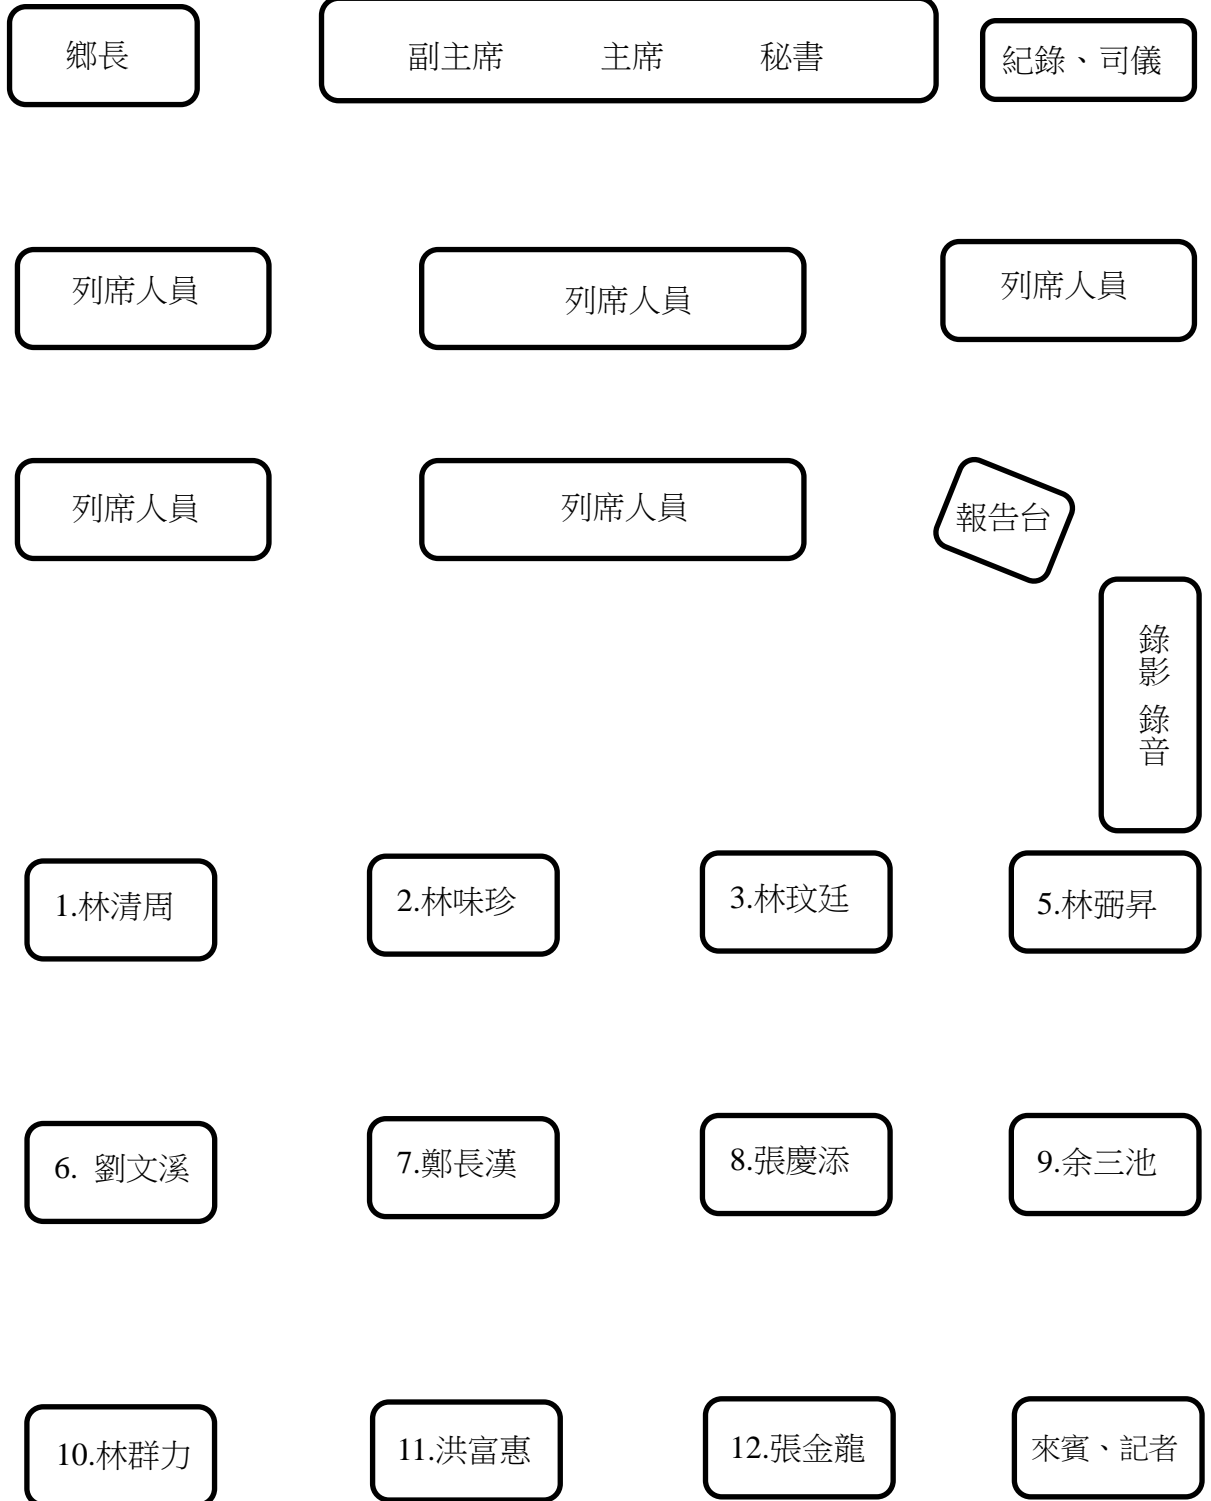 鄉長
副主席 主席 秘書
紀錄、司儀
列席人員
列席人員
列席人員
列席人員
列席人員
報告台
錄影 錄音
1.林清周
2.林味珍
3.林玟廷
5.林弼昇
6. 劉文溪
7.鄭長漢
8.張慶添
9.余三池
10.林群力
11.洪富惠
12.張金龍
來賓、記者